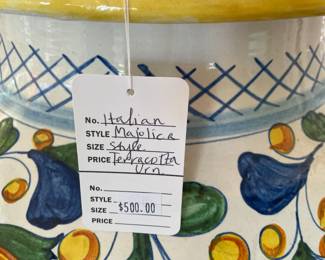 No. Italian
STYLE Majolica
SIZE Style
PRICE Terracotta
Urn
No.
STYLE
SIZE $500.00
PRICE